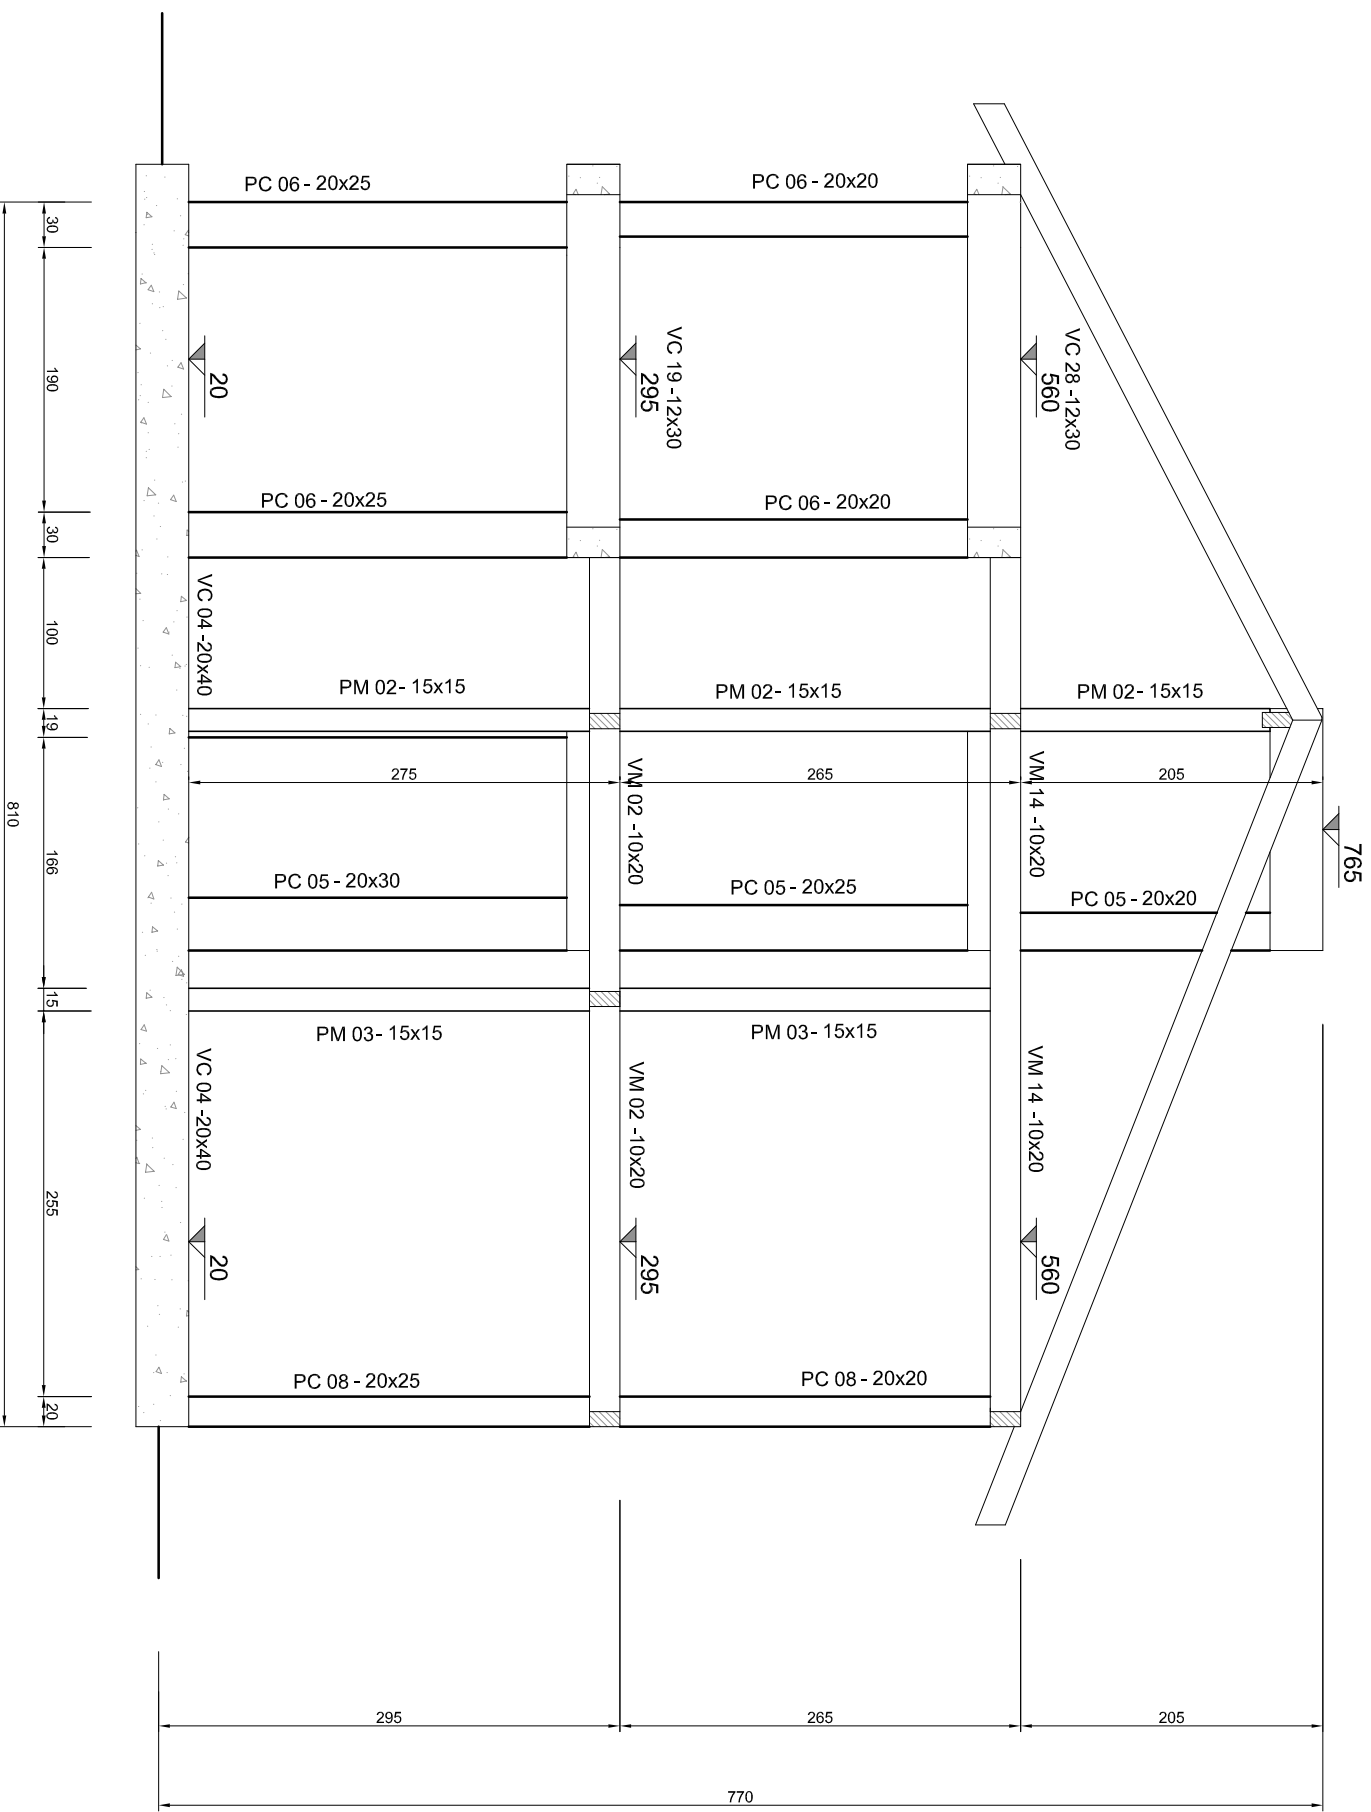 PC 06 - 20x25
PC 06 - 20x20
30
190
20
VC 19 -12x30
295
VC 28 -12x30
560
PC 06 - 20x25
PC 06 - 20x20
30
100
VC 04 -20x40
PM 02- 15x15
PM 02- 15x15
PM 02- 15x15
19
275
265
205
VM 02 -10x20
VM 14 -10x20
765
810
166
PC 05 - 20x30
PC 05 - 20x25
PC 05 - 20x20
15
PM 03- 15x15
PM 03- 15x15
VC 04 -20x40
VM 02 -10x20
VM 14 -10x20
255
20
295
560
PC 08 - 20x25
PC 08 - 20x20
20
295
265
205
770